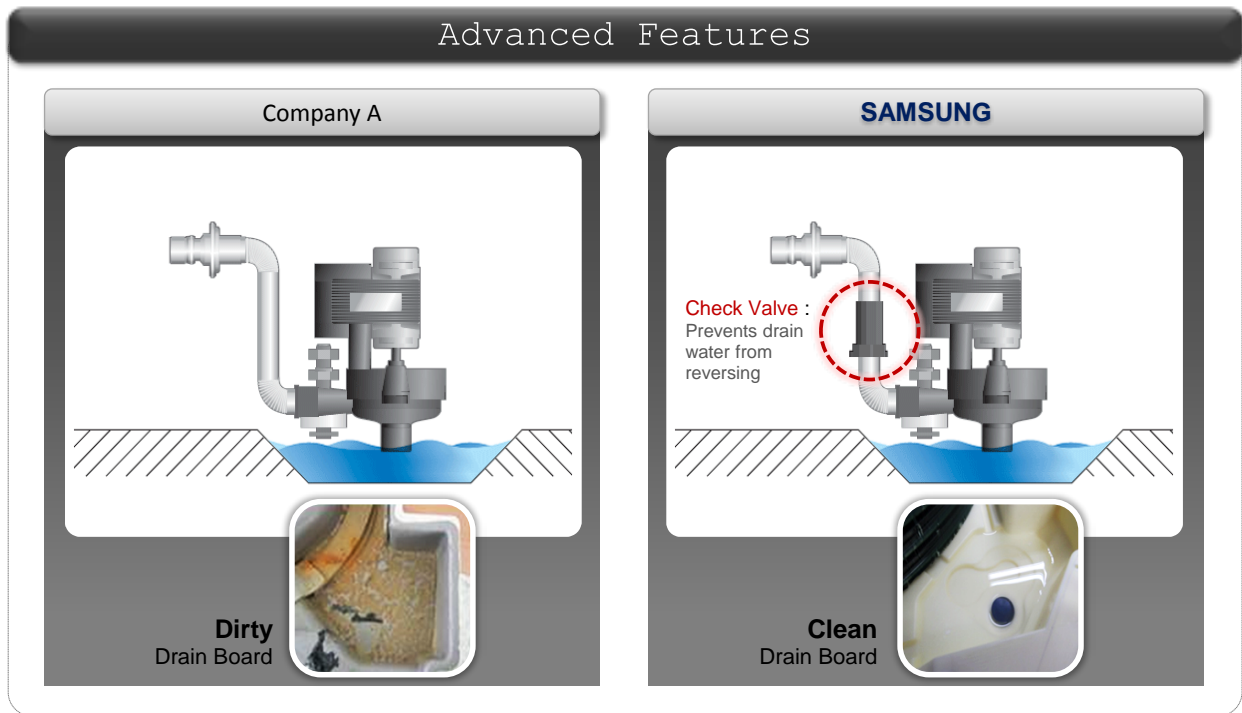 Advanced Features
Company A
SAMSUNG
Check Valve :
Prevents drain
water from
reversing
Dirty
Drain Board
Clean
Drain Board